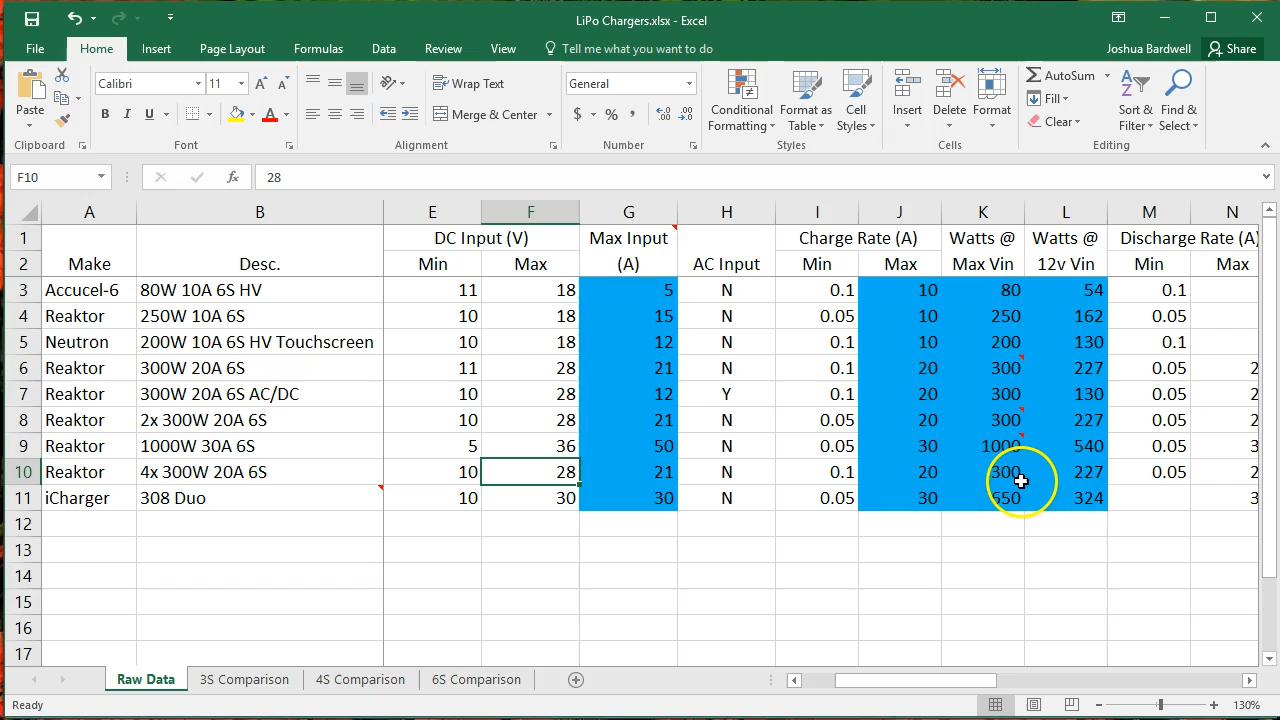 LiPo Chargers.xlsx - Excel
File Home Insert Page Layout Formulas Data Review View Tell me what you want to do Joshua Bardwell Share
Paste
Calibri 11
B I U
Wrap Text
Merge & Center
General
$ % ,
Conditional Formatting
Format as Table
Cell Styles
Insert Delete Format
AutoSum
Fill
Clear
Sort & Filter
Find & Select
Clipboard Font Alignment Number Styles Cells Editing
F10 fx 28
A B E F G H I J K L M N
1 DC Input (V) Max Input Charge Rate (A) Watts @ Watts @ Discharge Rate (A)
2 Make Desc. Min Max (A) AC Input Min Max Max Vin 12v Vin Min Max
3 Accucel-6 80W 10A 6S HV 11 18 5 N 0.1 10 80 54 0.1
4 Reaktor 250W 10A 6S 10 18 15 N 0.05 10 250 162 0.05
5 Neutron 200W 10A 6S HV Touchscreen 10 18 12 N 0.1 10 200 130 0.1
6 Reaktor 300W 20A 6S 11 28 21 N 0.1 20 300 227 0.05 2
7 Reaktor 300W 20A 6S AC/DC 10 28 12 Y 0.1 20 300 130 0.05 2
8 Reaktor 2x 300W 20A 6S 10 28 21 N 0.05 20 300 227 0.05 2
9 Reaktor 1000W 30A 6S 5 36 50 N 0.05 30 1000 540 0.05 3
10 Reaktor 4x 300W 20A 6S 10 28 21 N 0.1 20 300 227 0.05 2
11 iCharger 308 Duo 10 30 30 N 0.05 30 650 324 3
12
13
14
15
16
17
Raw Data 3S Comparison 4S Comparison 6S Comparison
Ready 130%